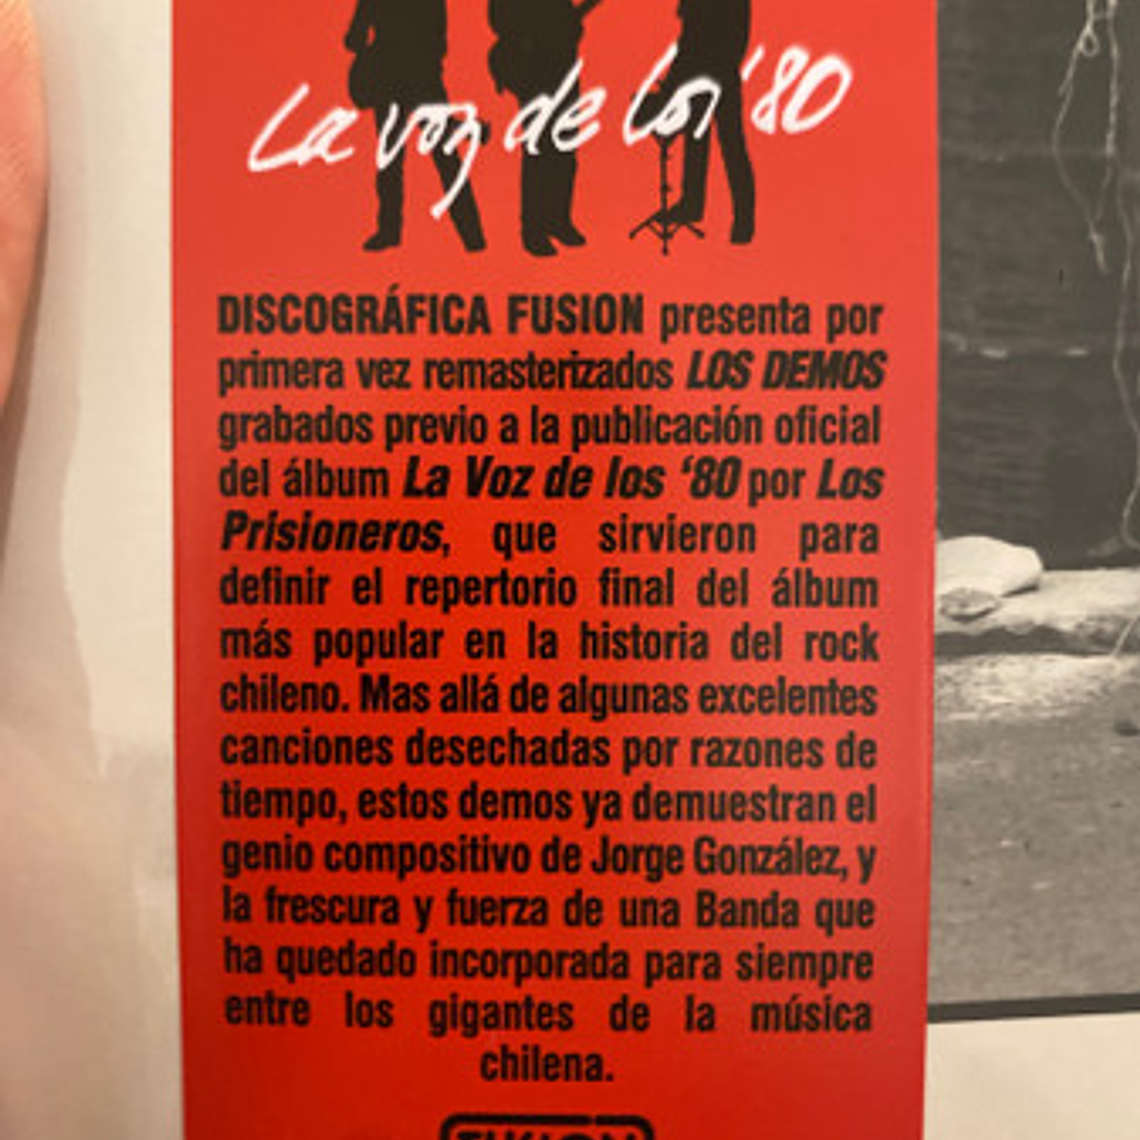 La voz de los '80
DISCOGRÁFICA FUSION presenta por
primera vez remasterizados LOS DEMOS
grabados previo a la publicación oficial
del álbum La Voz de los ‘80 por Los
Prisioneros, que sirvieron para
definir el repertorio final del álbum
más popular en la historia del rock
chileno. Mas allá de algunas excelentes
canciones desechadas por razones de
tiempo, estos demos ya demuestran el
genio compositivo de Jorge González, y
la frescura y fuerza de una Banda que
ha quedado incorporada para siempre
entre los gigantes de la música
chilena.
FUSION